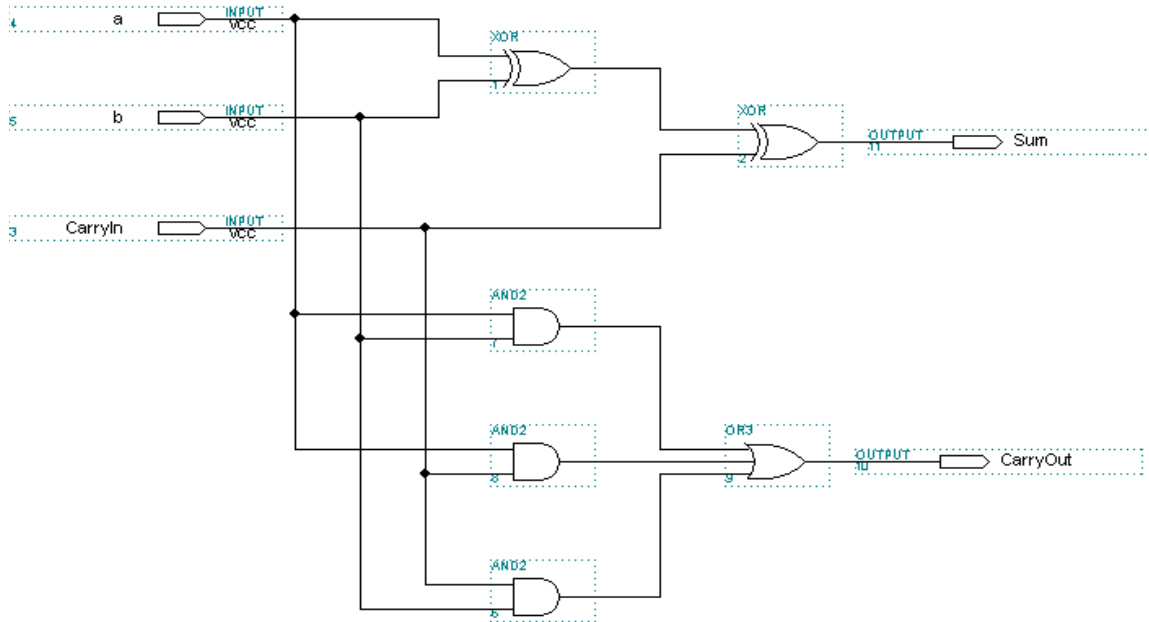 4 a INPUT
VCC
XOR
1
5 b INPUT
VCC
XOR
2
OUTPUT
11 Sum
3 CarryIn INPUT
VCC
AND2
7
AND2
8
OR3
9
OUTPUT
10 CarryOut
AND2
6